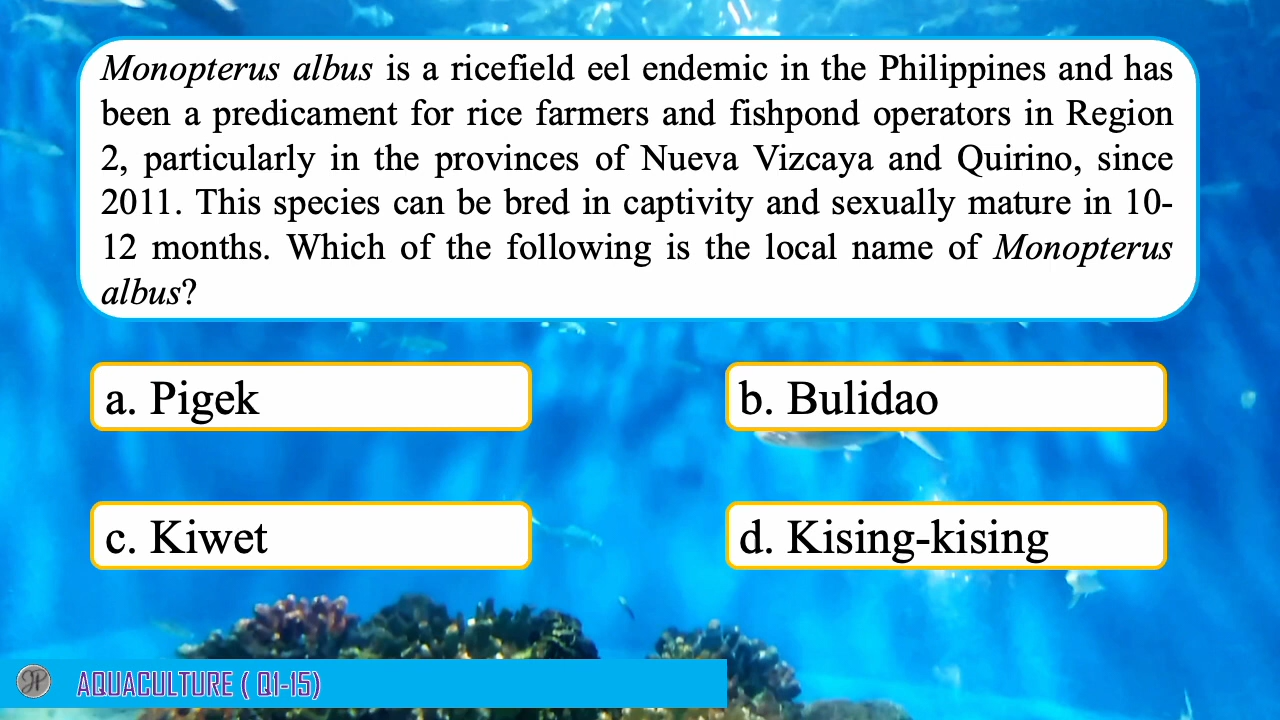 Monopterus albus is a ricefield eel endemic in the Philippines and has
been a predicament for rice farmers and fishpond operators in Region
2, particularly in the provinces of Nueva Vizcaya and Quirino, since
2011. This species can be bred in captivity and sexually mature in 10-
12 months. Which of the following is the local name of Monopterus
albus?
a. Pigek
b. Bulidao
c. Kiwet
d. Kising-kising
AQUACULTURE ( Q1-15)